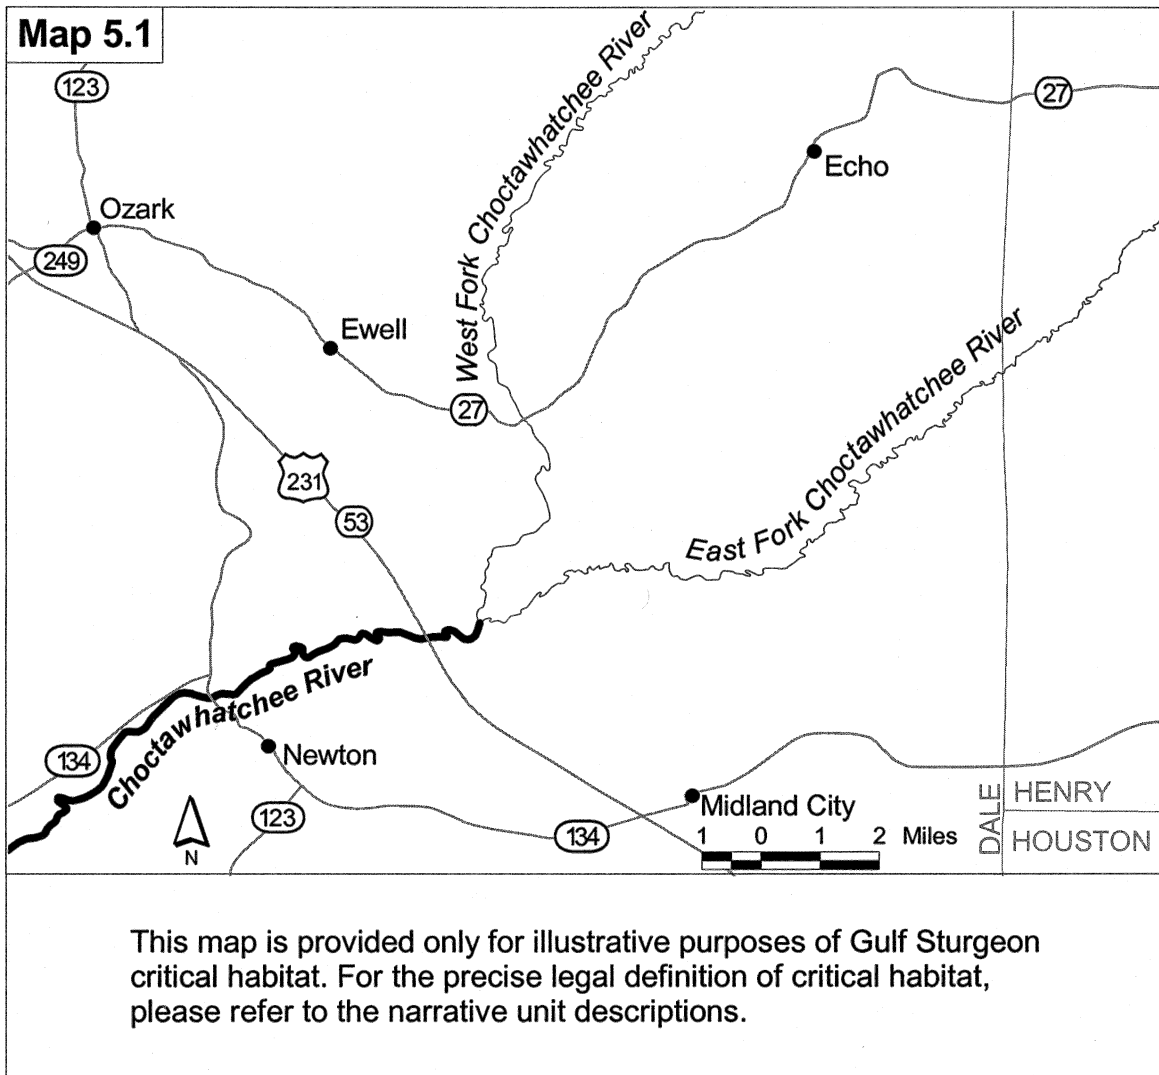 Map 5.1
123
West Fork Choctawhatchee River
27
Echo
Ozark
249
Ewell
27
East Fork Choctawhatchee River
231
53
Choctawhatchee River
134
Newton
123
N
134
Midland City
1 0 1 2 Miles
DALE
HENRY
HOUSTON
This map is provided only for illustrative purposes of Gulf Sturgeon
critical habitat. For the precise legal definition of critical habitat,
please refer to the narrative unit descriptions.